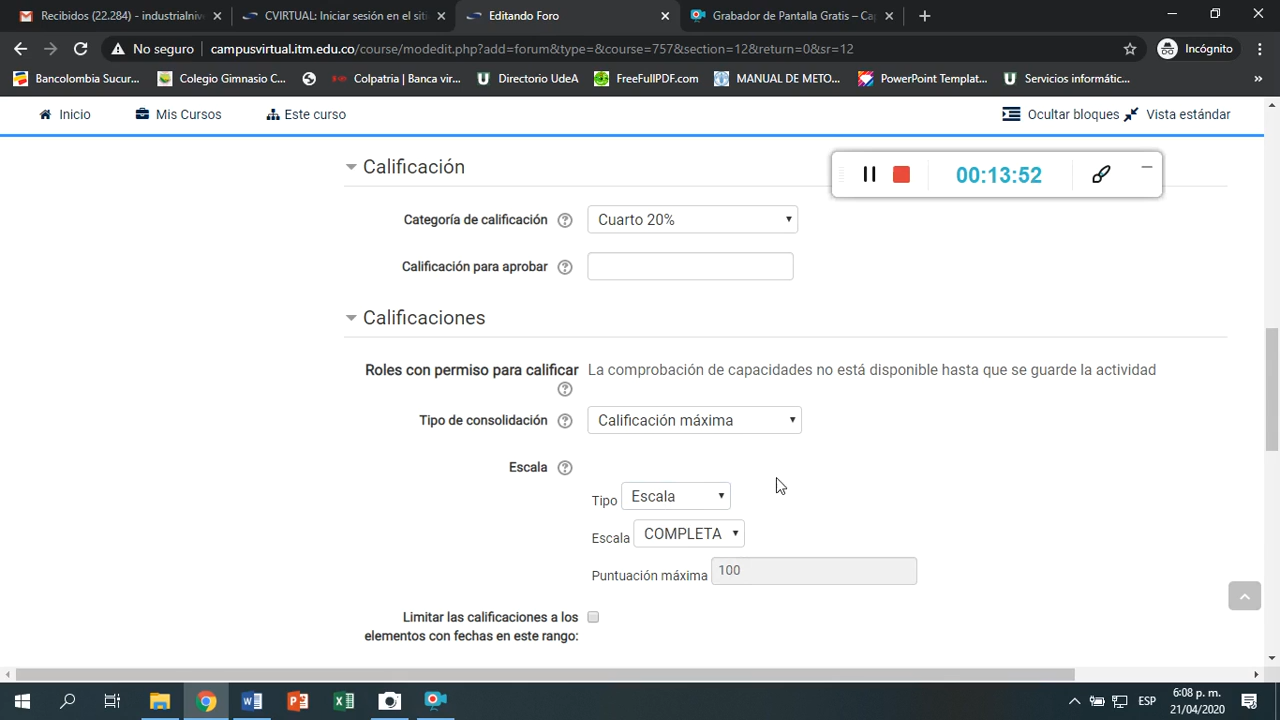 Recibidos (22.284) - industrialnive
CVIRTUAL: Iniciar sesión en el siti
Editando Foro
Grabador de Pantalla Gratis – Ca
No seguro
campusvirtual.itm.edu.co/course/modedit.php?add=forum&type=&course=757&section=12&return=0&sr=12
Incógnito
Bancolombia Sucur...
Colegio Gimnasio C...
Colpatria | Banca vir...
Directorio UdeA
FreeFullPDF.com
MANUAL DE METO...
PowerPoint Templat...
Servicios informátic...
»
Inicio
Mis Cursos
Este curso
Ocultar bloques
Vista estándar
Calificación
00:13:52
Categoría de calificación
Cuarto 20%
Calificación para aprobar
Calificaciones
Roles con permiso para calificar
La comprobación de capacidades no está disponible hasta que se guarde la actividad
Tipo de consolidación
Calificación máxima
Escala
Tipo
Escala
Escala
COMPLETA
Puntuación máxima
100
Limitar las calificaciones a los
elementos con fechas en este rango:
ESP
6:08 p. m.
21/04/2020